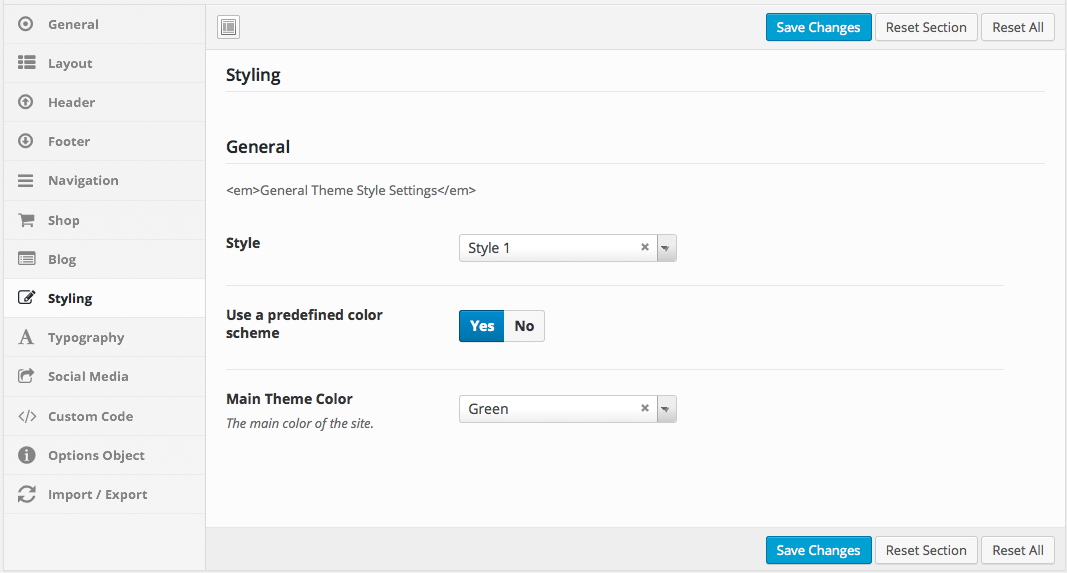 General
Layout
Header
Footer
Navigation
Shop
Blog
Styling
Typography
Social Media
Custom Code
Options Object
Import / Export
Save Changes Reset Section Reset All
Styling
General
<em>General Theme Style Settings</em>
Style Style 1
Use a predefined color
scheme
Yes No
Main Theme Color Green
The main color of the site.
Save Changes Reset Section Reset All